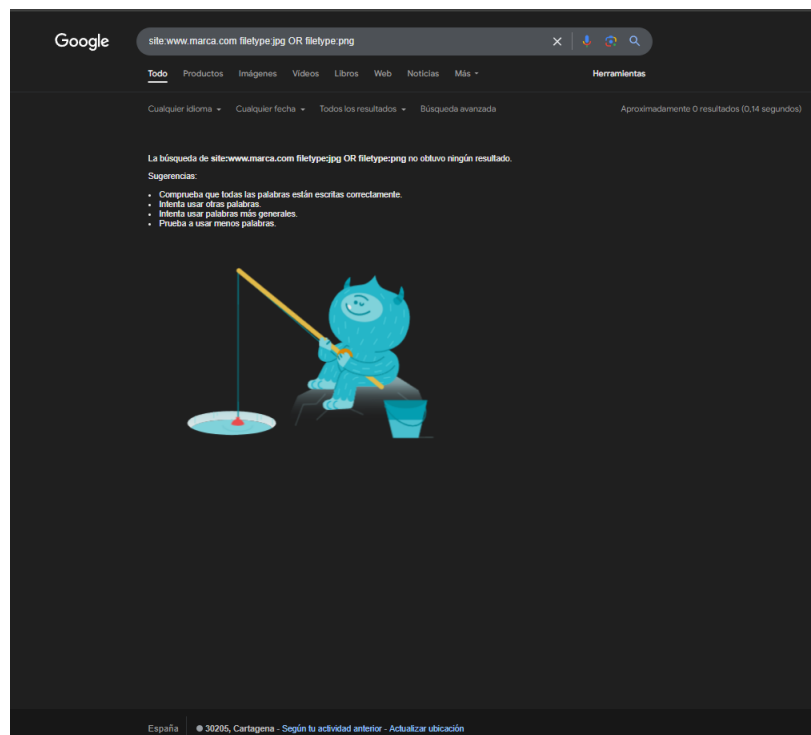 Google
site:www.marca.com filetype:jpg OR filetype:png
Todo Productos Imágenes Vídeos Libros Web Noticias Más Herramientas
Cualquier idioma Cualquier fecha Todos los resultados Búsqueda avanzada Aproximadamente 0 resultados (0,14 segundos)
La búsqueda de site:www.marca.com filetype:jpg OR filetype:png no obtuvo ningún resultado.
Sugerencias:
Comprueba que todas las palabras están escritas correctamente.
Intenta usar otras palabras.
Intenta usar palabras más generales.
Prueba a usar menos palabras.
España 30205, Cartagena - Según tu actividad anterior - Actualizar ubicación